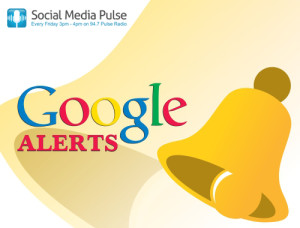 Social Media Pulse
Every Friday 3pm - 4pm on 94.7 Pulse Radio
Google
ALERTS